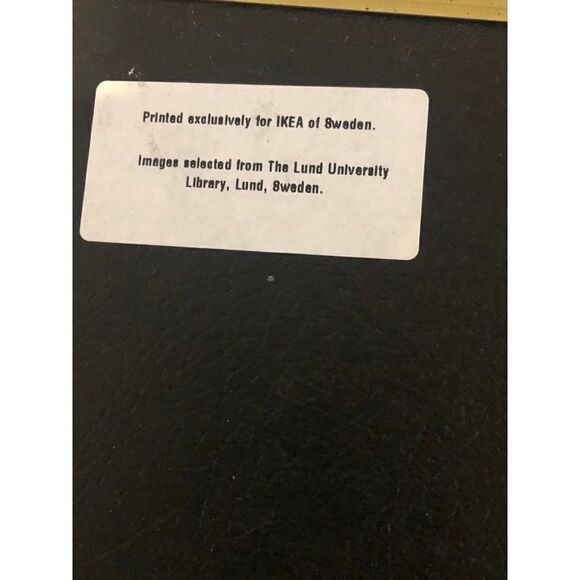 Printed exclusively for IKEA of Sweden.
Images selected from The Lund University
Library, Lund, Sweden.